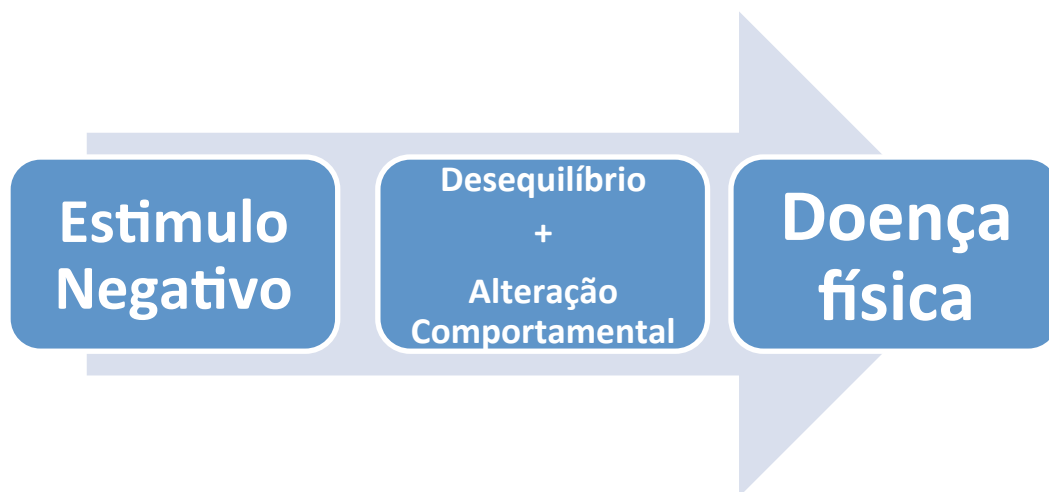 Estimulo
Negativo
Desequilíbrio
+
Alteração
Comportamental
Doença
física